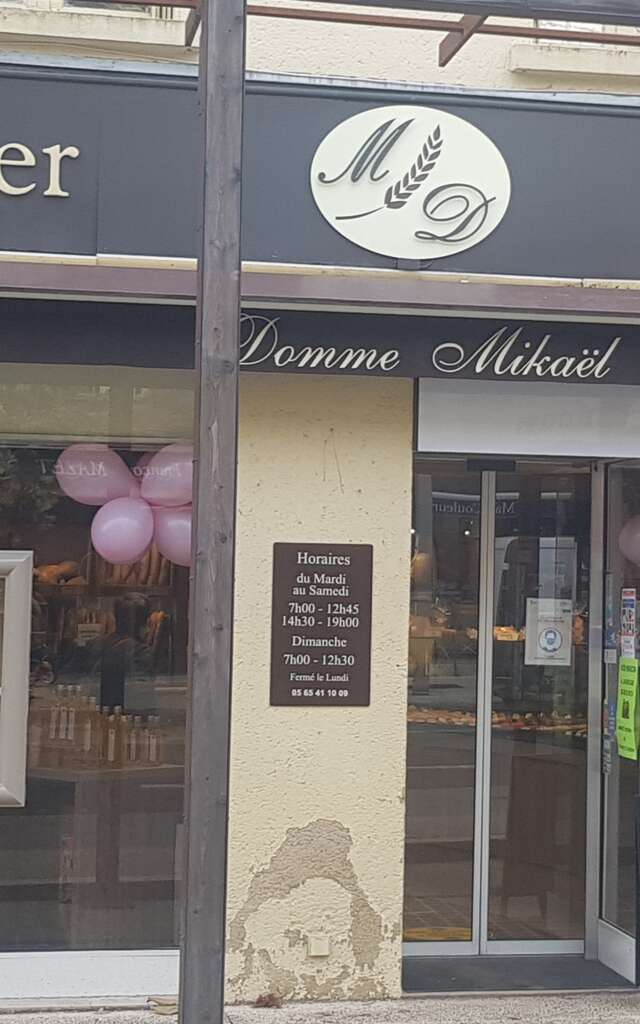 er
M D
Domme Mikaël
MAZET
Horaires
du Mardi
au Samedi
7h00 - 12h45
14h30 - 19h00
Dimanche
7h00 - 12h30
Fermé le Lundi
05 65 41 10 09